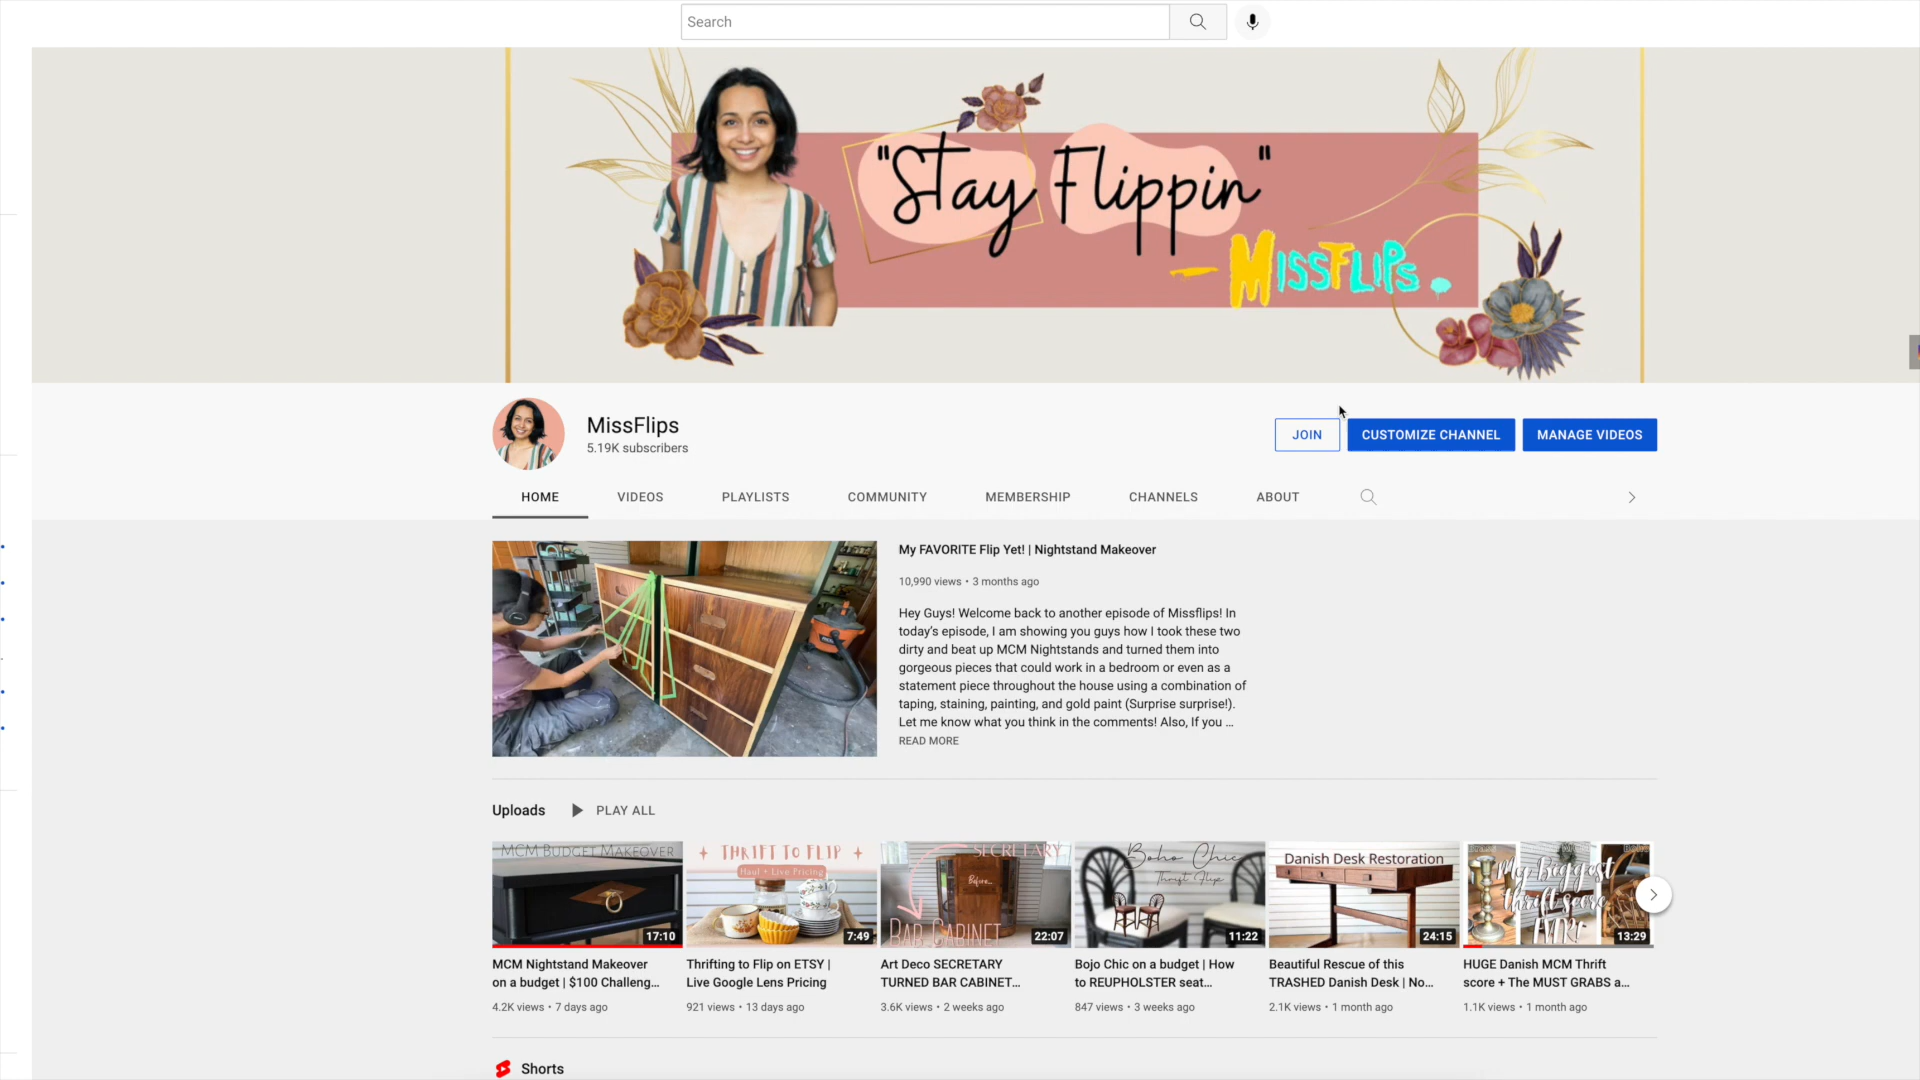 Search
"Stay Flippin"
- MissFlips.
MissFlips
5.19K subscribers
JOIN
CUSTOMIZE CHANNEL
MANAGE VIDEOS
HOME
VIDEOS
PLAYLISTS
COMMUNITY
MEMBERSHIP
CHANNELS
ABOUT
My FAVORITE Flip Yet! | Nightstand Makeover
10,990 views • 3 months ago
Hey Guys! Welcome back to another episode of Missflips! In
today's episode, I am showing you guys how I took these two
dirty and beat up MCM Nightstands and turned them into
gorgeous pieces that could work in a bedroom or even as a
statement piece throughout the house using a combination of
taping, staining, painting, and gold paint (Surprise surprise!).
Let me know what you think in the comments! Also, If you ...
READ MORE
Uploads
PLAY ALL
MCM BUDGET MAKEOVER
17:10
THRIFT TO FLIP
Haul + Live Pricing
7:49
SECRETARY
Before...
BAR CABINET
22:07
Boho Chic
Thrift Flip
11:22
Danish Desk Restoration
24:15
My Biggest
thrift score
EVER!
13:29
MCM Nightstand Makeover
on a budget | $100 Challeng...
4.2K views • 7 days ago
Thrifting to Flip on ETSY |
Live Google Lens Pricing
921 views • 13 days ago
Art Deco SECRETARY
TURNED BAR CABINET...
3.6K views • 2 weeks ago
Bojo Chic on a budget | How
to REUPHOLSTER seat...
847 views • 3 weeks ago
Beautiful Rescue of this
TRASHED Danish Desk | No...
2.1K views • 1 month ago
HUGE Danish MCM Thrift
score + The MUST GRABS a...
1.1K views • 1 month ago
Shorts